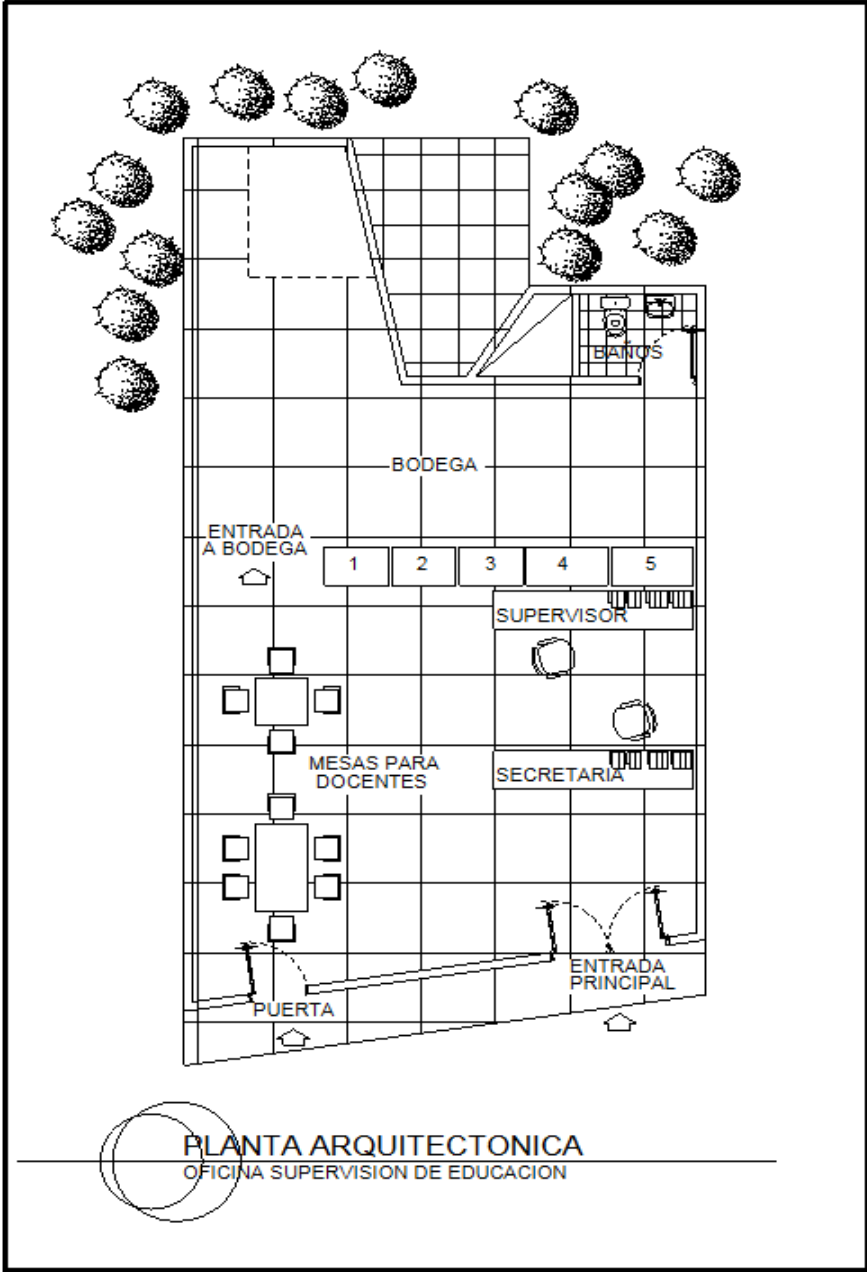 BAÑOS
BODEGA
ENTRADA
A BODEGA
1
2
3
4
5
SUPERVISOR
MESAS PARA
DOCENTES
SECRETARIA
ENTRADA
PRINCIPAL
PUERTA
PLANTA ARQUITECTONICA
OFICINA SUPERVISION DE EDUCACION